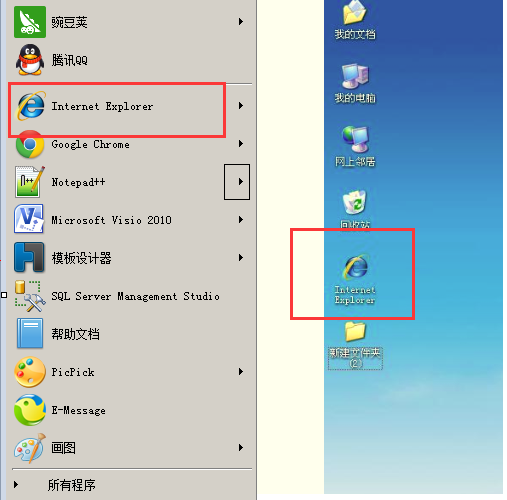 豌豆荚
腾讯QQ
Internet Explorer
Google Chrome
Notepad++
Microsoft Visio 2010
模板设计器
SQL Server Management Studio
帮助文档
PicPick
E-Message
画图
所有程序
我的文档
我的电脑
网上邻居
回收站
Internet
Explorer
新建文件夹
(2)